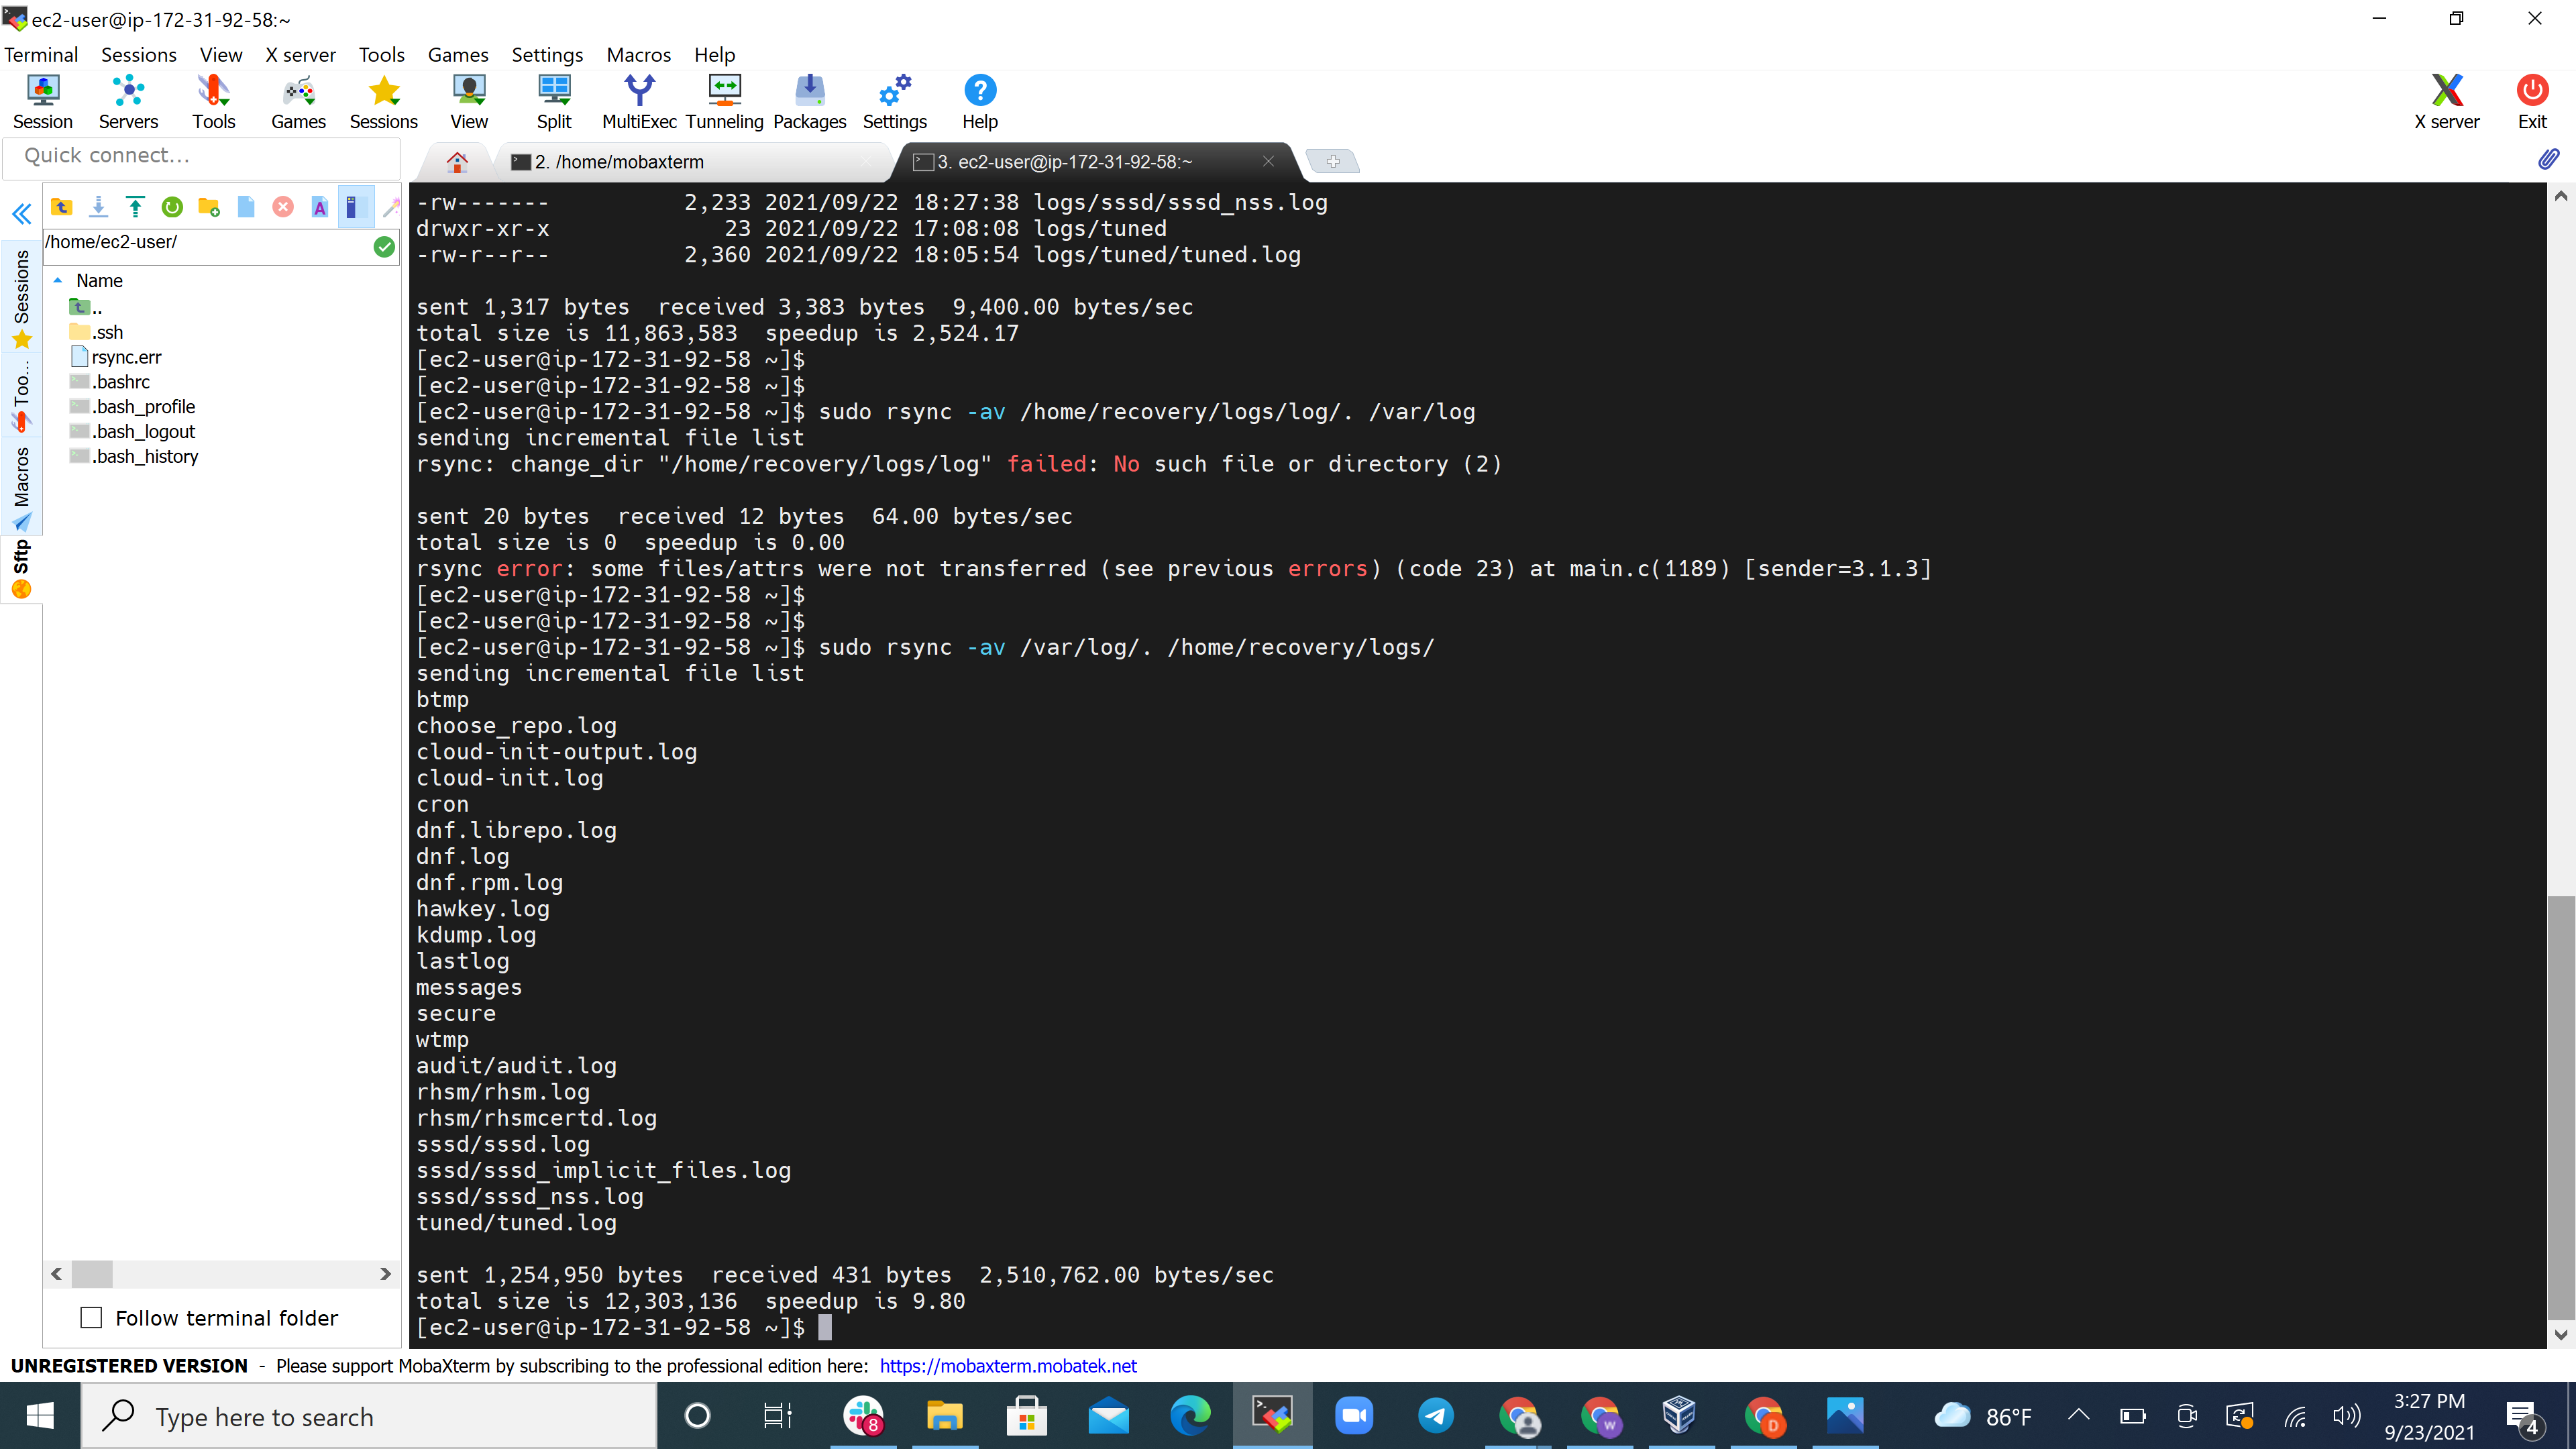 ec2-user@ip-172-31-92-58:~
Terminal Sessions View X server Tools Games Settings Macros Help
Session Servers Tools Games Sessions View Split MultiExec Tunneling Packages Settings Help X server Exit
Quick connect...
2. /home/mobaxterm
3. ec2-user@ip-172-31-92-58:~
/home/ec2-user/
Name
..
.ssh
rsync.err
.bashrc
.bash_profile
.bash_logout
.bash_history
Sessions
Too...
Macros
Sftp
Follow terminal folder
-rw------- 2,233 2021/09/22 18:27:38 logs/sssd/sssd_nss.log
drwxr-xr-x 23 2021/09/22 17:08:08 logs/tuned
-rw-r--r-- 2,360 2021/09/22 18:05:54 logs/tuned/tuned.log
sent 1,317 bytes  received 3,383 bytes  9,400.00 bytes/sec
total size is 11,863,583  speedup is 2,524.17
[ec2-user@ip-172-31-92-58 ~]$
[ec2-user@ip-172-31-92-58 ~]$
[ec2-user@ip-172-31-92-58 ~]$ sudo rsync -av /home/recovery/logs/log/. /var/log
sending incremental file list
rsync: change_dir "/home/recovery/logs/log" failed: No such file or directory (2)
sent 20 bytes  received 12 bytes  64.00 bytes/sec
total size is 0  speedup is 0.00
rsync error: some files/attrs were not transferred (see previous errors) (code 23) at main.c(1189) [sender=3.1.3]
[ec2-user@ip-172-31-92-58 ~]$
[ec2-user@ip-172-31-92-58 ~]$
[ec2-user@ip-172-31-92-58 ~]$ sudo rsync -av /var/log/. /home/recovery/logs/
sending incremental file list
btmp
choose_repo.log
cloud-init-output.log
cloud-init.log
cron
dnf.librepo.log
dnf.log
dnf.rpm.log
hawkey.log
kdump.log
lastlog
messages
secure
wtmp
audit/audit.log
rhsm/rhsm.log
rhsm/rhsmcertd.log
sssd/sssd.log
sssd/sssd_implicit_files.log
sssd/sssd_nss.log
tuned/tuned.log
sent 1,254,950 bytes  received 431 bytes  2,510,762.00 bytes/sec
total size is 12,303,136  speedup is 9.80
[ec2-user@ip-172-31-92-58 ~]$
UNREGISTERED VERSION - Please support MobaXterm by subscribing to the professional edition here: https://mobaxterm.mobatek.net
Type here to search
8
W
D
86°F
3:27 PM
9/23/2021
4